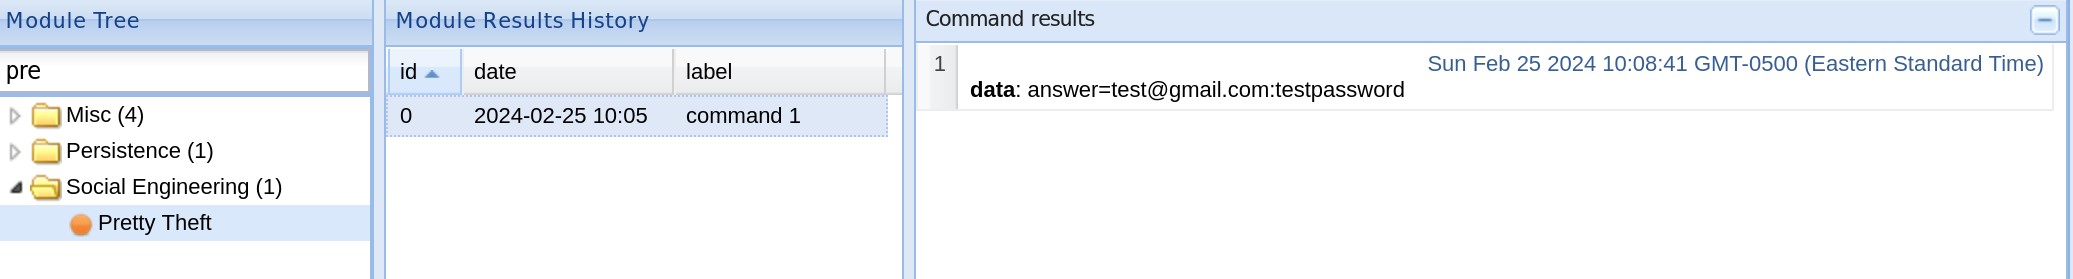 Module Tree
pre
Misc (4)
Persistence (1)
Social Engineering (1)
Pretty Theft
Module Results History
id date label
0 2024-02-25 10:05 command 1
Command results
1 Sun Feb 25 2024 10:08:41 GMT-0500 (Eastern Standard Time)
data: answer=test@gmail.com:testpassword